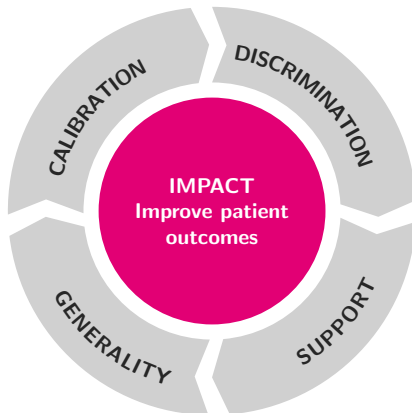 CALIBRATION
DISCRIMINATION
IMPACT
Improve patient
outcomes
GENERALITY
SUPPORT